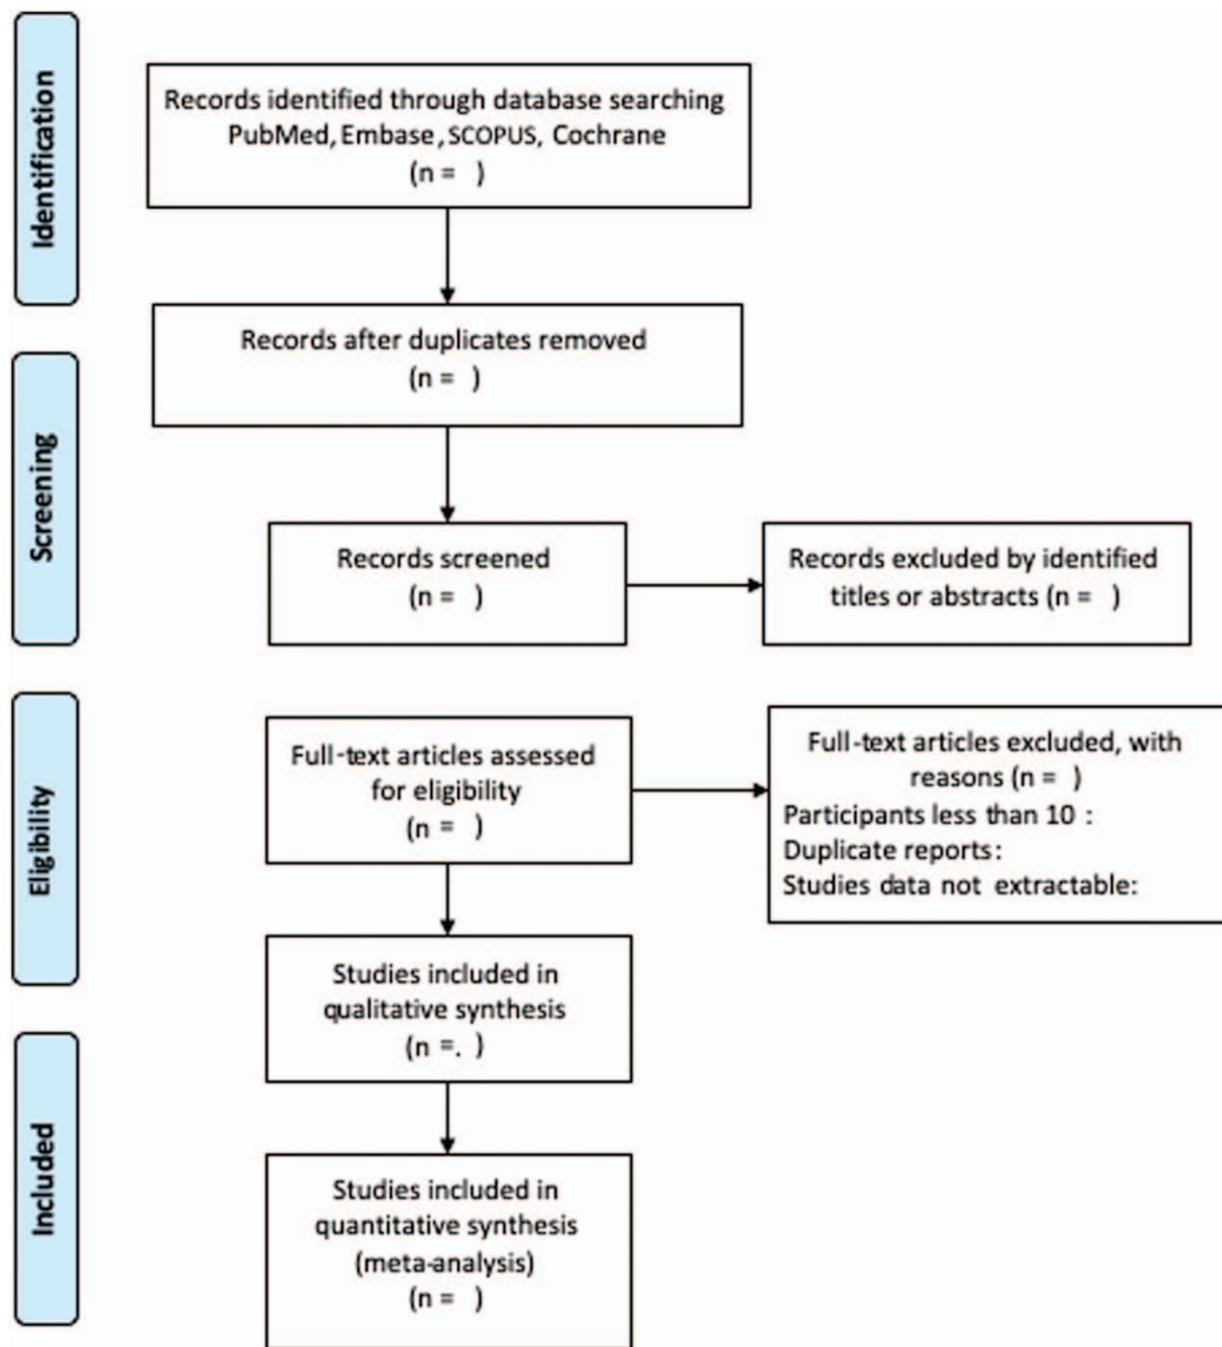 Identification
Records identified through database searching
PubMed, Embase, SCOPUS, Cochrane
(n =   )
Records after duplicates removed
(n =   )
Screening
Records screened
(n =   )
Records excluded by identified
titles or abstracts (n =   )
Eligibility
Full-text articles assessed
for eligibility
(n =   )
Full-text articles excluded, with
reasons (n =   )
Participants less than 10 :
Duplicate reports:
Studies data not extractable:
Studies included in
qualitative synthesis
(n =.  )
Included
Studies included in
quantitative synthesis
(meta-analysis)
(n =   )